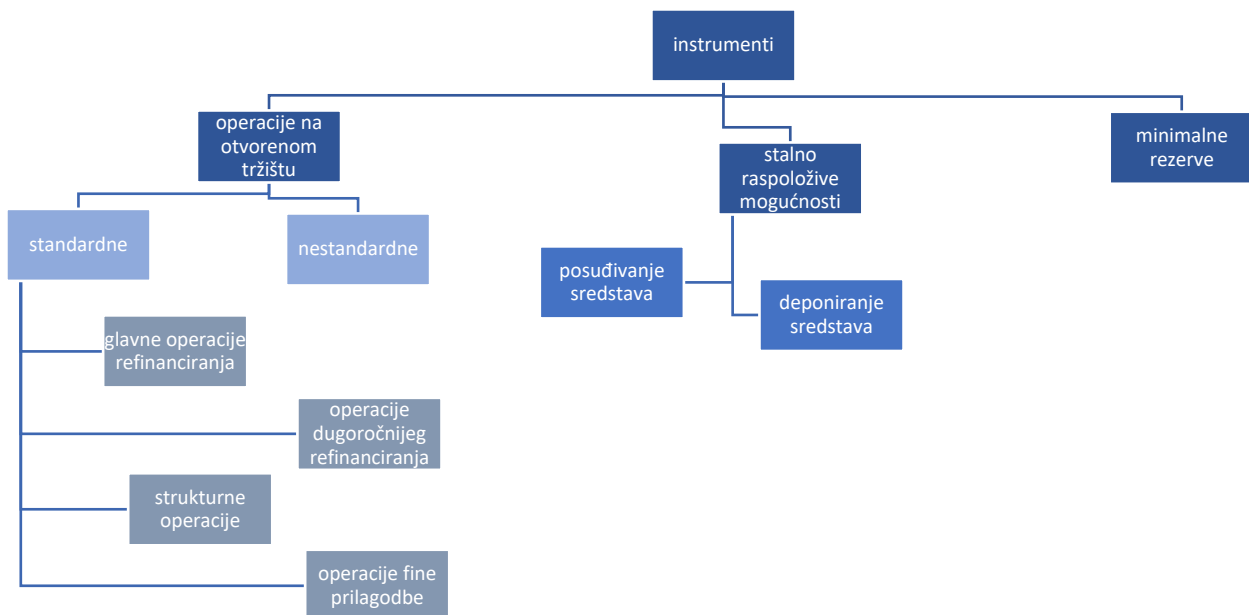 instrumenti
operacije na
otvorenom
tržištu
stalno
raspoložive
mogućnosti
minimalne
rezerve
standardne
nestandardne
posuđivanje
sredstava
deponiranje
sredstava
glavne operacije
refinanciranja
operacije
dugoročnijeg
refinanciranja
strukturne
operacije
operacije fine
prilagodbe